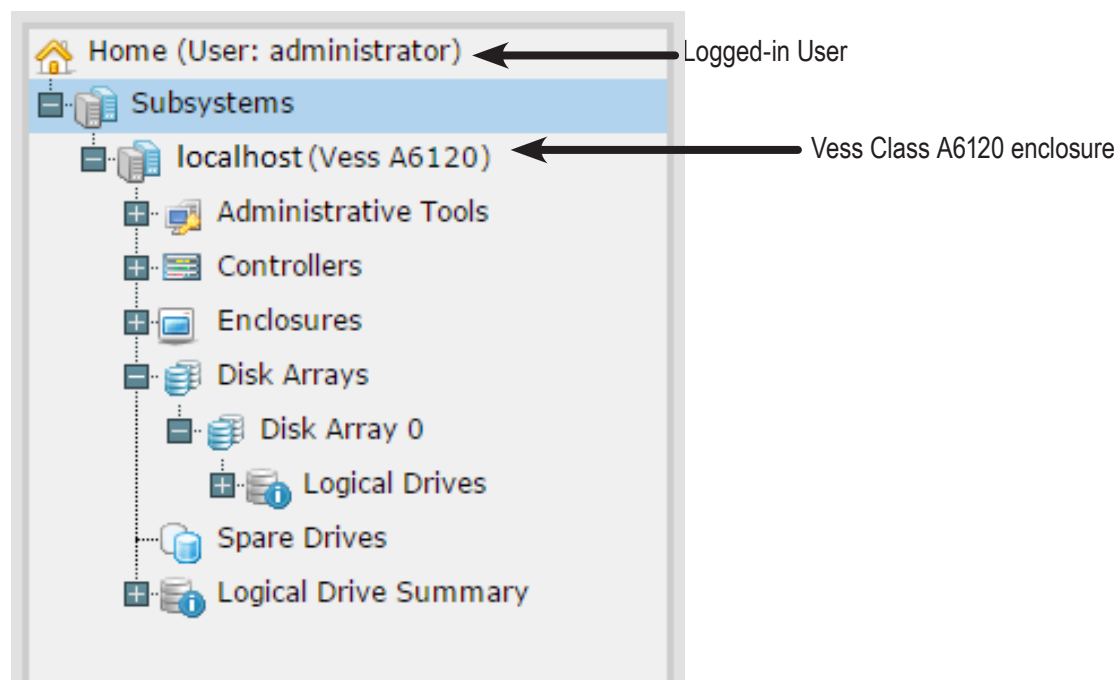 Home (User: administrator)
Logged-in User
Subsystems
localhost (Vess A6120)
Vess Class A6120 enclosure
Administrative Tools
Controllers
Enclosures
Disk Arrays
Disk Array 0
Logical Drives
Spare Drives
Logical Drive Summary